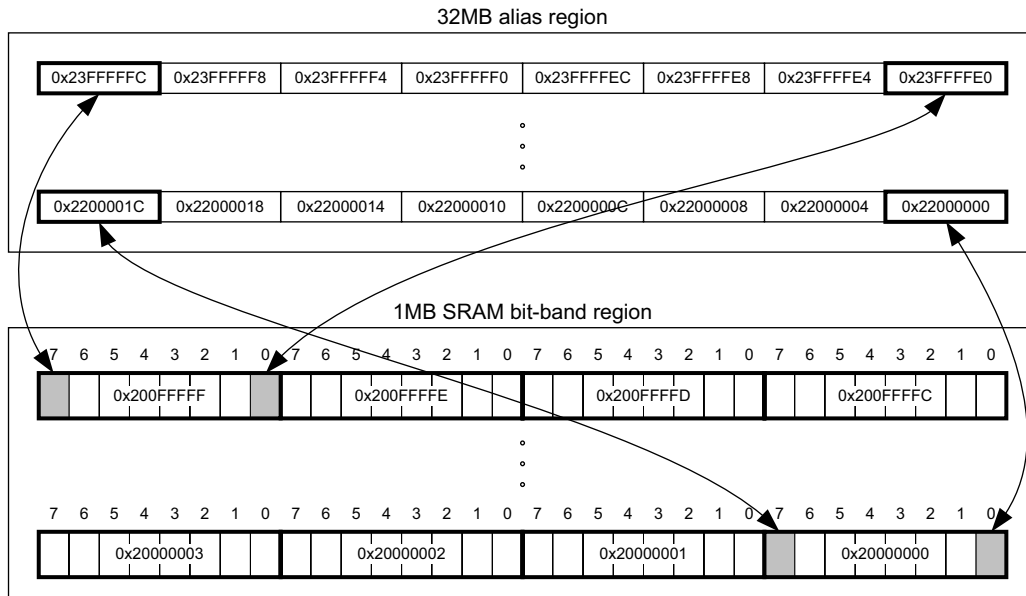 32MB alias region
0x23FFFFFC 0x23FFFFF8 0x23FFFFF4 0x23FFFFF0 0x23FFFFEC 0x23FFFFE8 0x23FFFFE4 0x23FFFFE0
0x2200001C 0x22000018 0x22000014 0x22000010 0x2200000C 0x22000008 0x22000004 0x22000000
1MB SRAM bit-band region
7 6 5 4 3 2 1 0 7 6 5 4 3 2 1 0 7 6 5 4 3 2 1 0 7 6 5 4 3 2 1 0
0x200FFFFF 0x200FFFFE 0x200FFFFD 0x200FFFFC
7 6 5 4 3 2 1 0 7 6 5 4 3 2 1 0 7 6 5 4 3 2 1 0 7 6 5 4 3 2 1 0
0x20000003 0x20000002 0x20000001 0x20000000